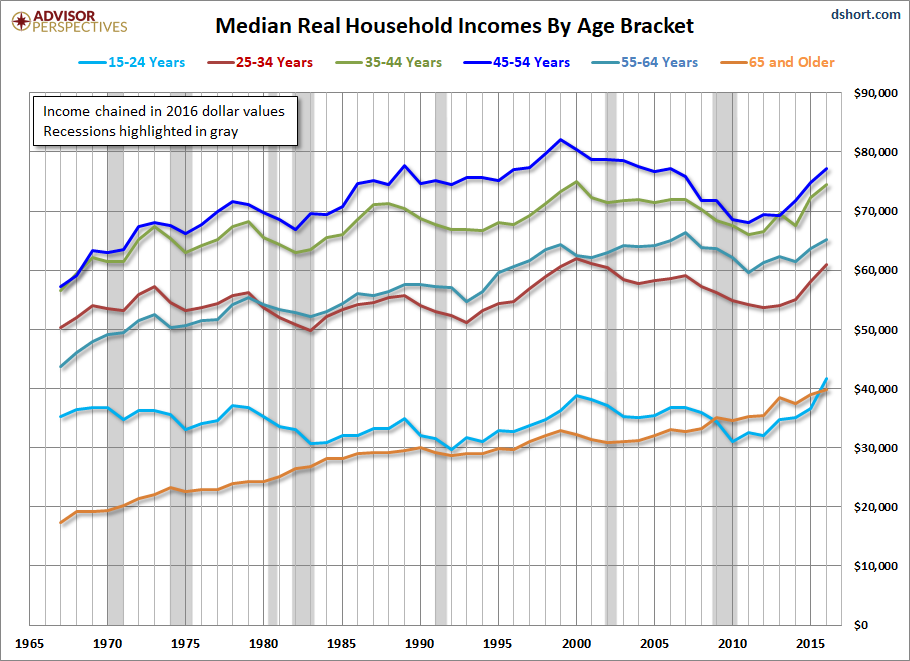 ADVISOR
PERSPECTIVES
Median Real Household Incomes By Age Bracket
dshort.com
15-24 Years 25-34 Years 35-44 Years 45-54 Years 55-64 Years 65 and Older
Income chained in 2016 dollar values
Recessions highlighted in gray
$90,000
$80,000
$70,000
$60,000
$50,000
$40,000
$30,000
$20,000
$10,000
$0
1965 1970 1975 1980 1985 1990 1995 2000 2005 2010 2015